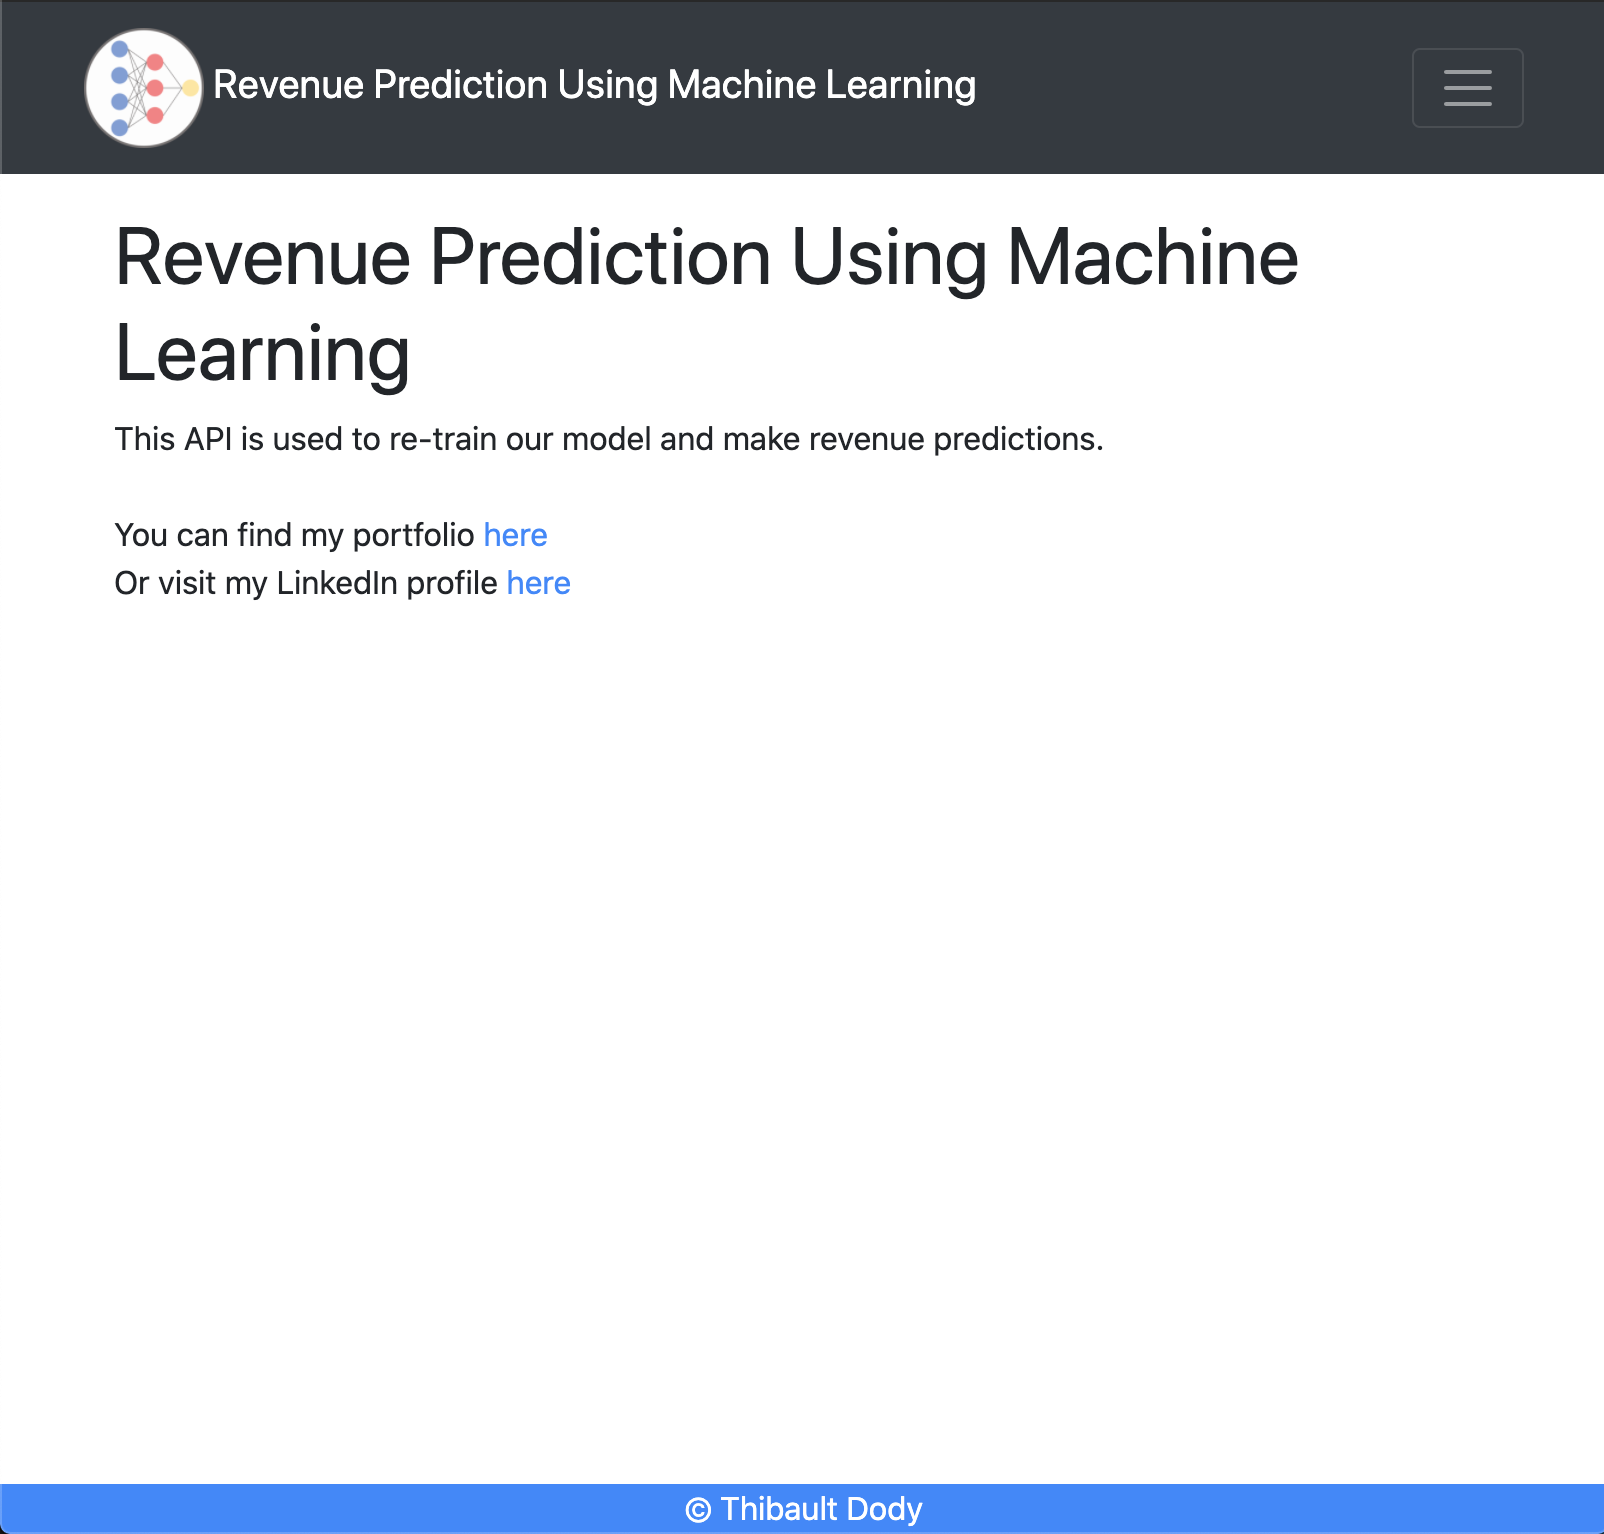 Revenue Prediction Using Machine Learning
Revenue Prediction Using Machine
Learning
This API is used to re-train our model and make revenue predictions.
You can find my portfolio here
Or visit my LinkedIn profile here
© Thibault Dody